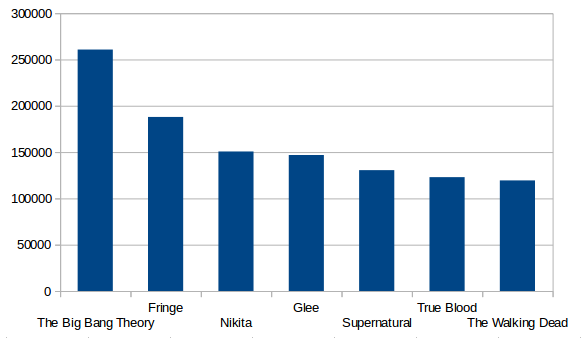 300000
250000
200000
150000
100000
50000
0
Fringe
Glee
True Blood
The Big Bang Theory
Nikita
Supernatural
The Walking Dead